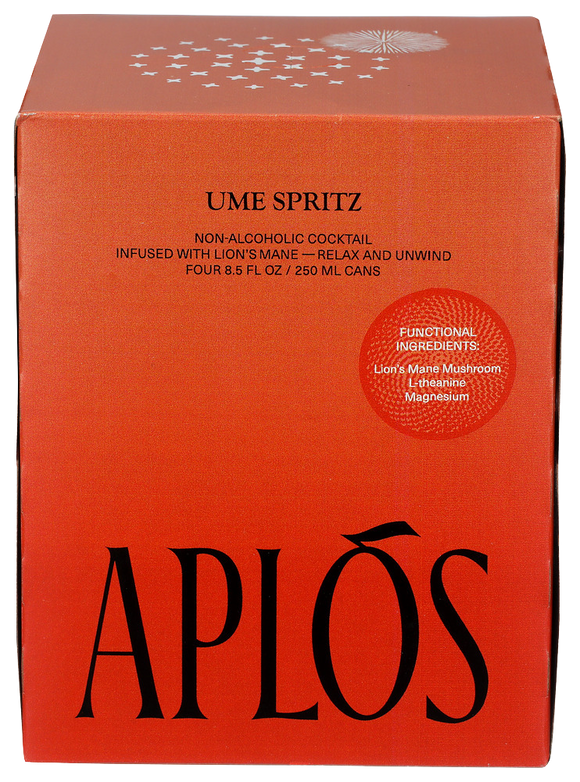 UME SPRITZ
NON-ALCOHOLIC COCKTAIL
INFUSED WITH LION'S MANE — RELAX AND UNWIND
FOUR 8.5 FL OZ / 250 ML CANS
FUNCTIONAL
INGREDIENTS:
Lion's Mane Mushroom
L-theanine
Magnesium
APLÓS